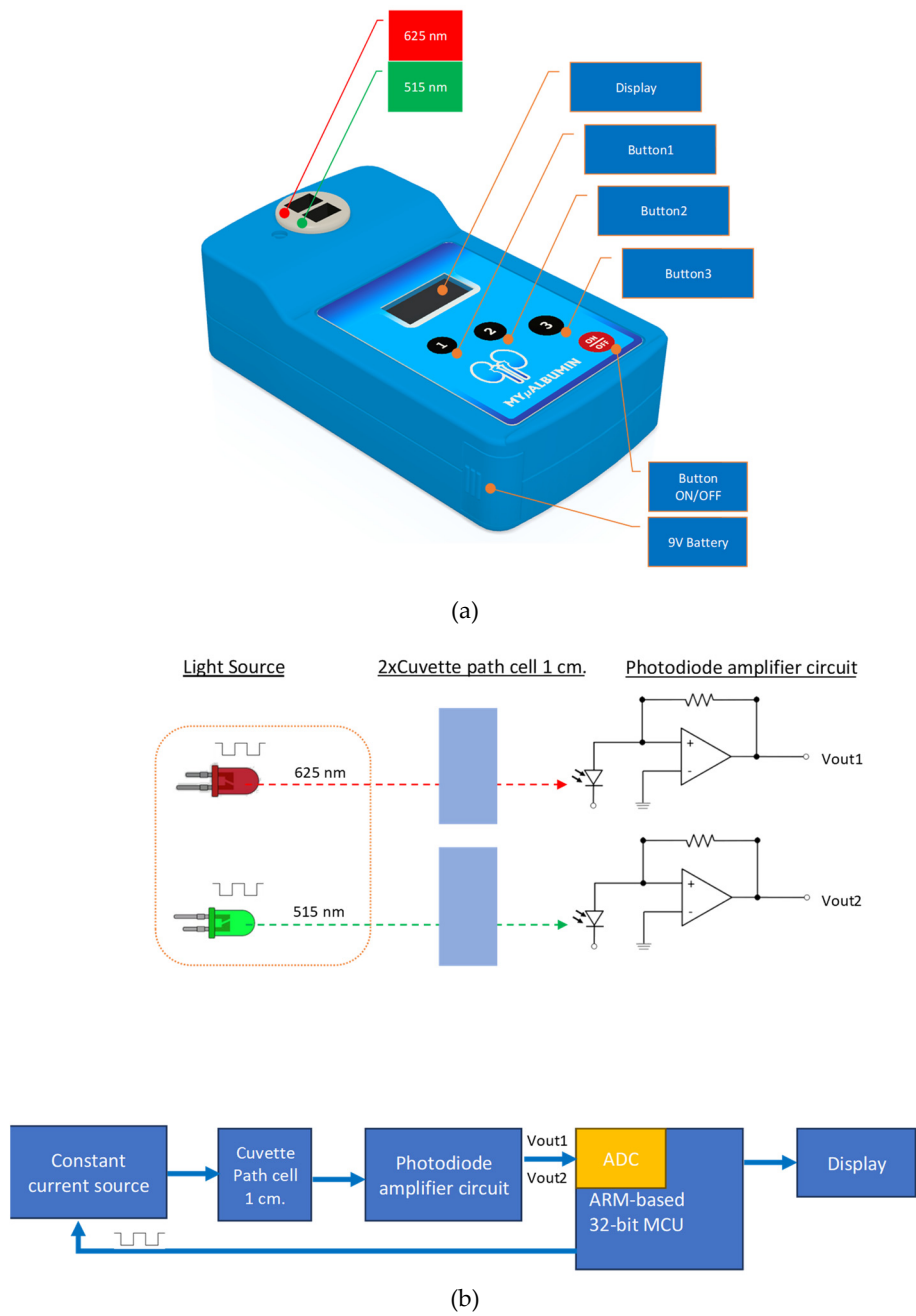 625 nm
515 nm
Display
Button1
Button2
Button3
1
2
3
ON
OFF
MYµALBUMIN
Button
ON/OFF
9V Battery
(a)
Light Source
2xCuvette path cell 1 cm.
Photodiode amplifier circuit
625 nm
+
-
Vout1
515 nm
+
-
Vout2
Constant
current source
Cuvette
Path cell
1 cm.
Photodiode
amplifier circuit
Vout1
Vout2
ADC
ARM-based
32-bit MCU
Display
(b)